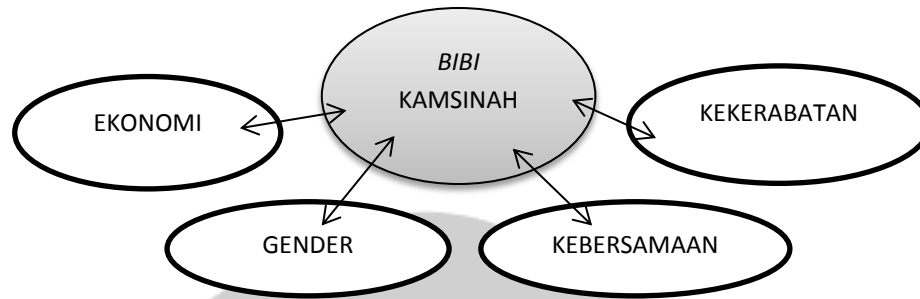 BIBI
KAMSINAH
EKONOMI
KEKERABATAN
GENDER
KEBERSAMAAN